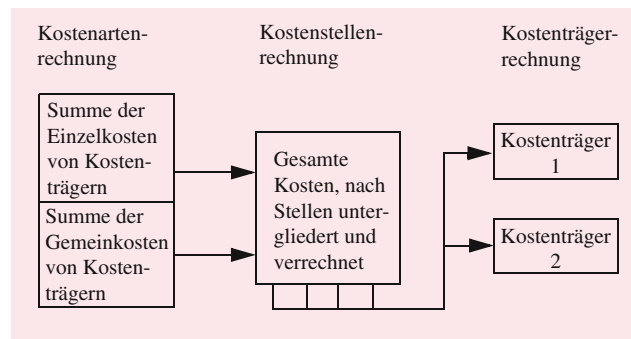 Kostenarten-
rechnung
Kostenstellen-
rechnung
Kostenträger-
rechnung
Summe der
Einzelkosten
von Kosten-
trägern
Summe der
Gemeinkosten
von Kosten-
trägern
Gesamte
Kosten, nach
Stellen unter-
gliedert und
verrechnet
Kostenträger
1
Kostenträger
2